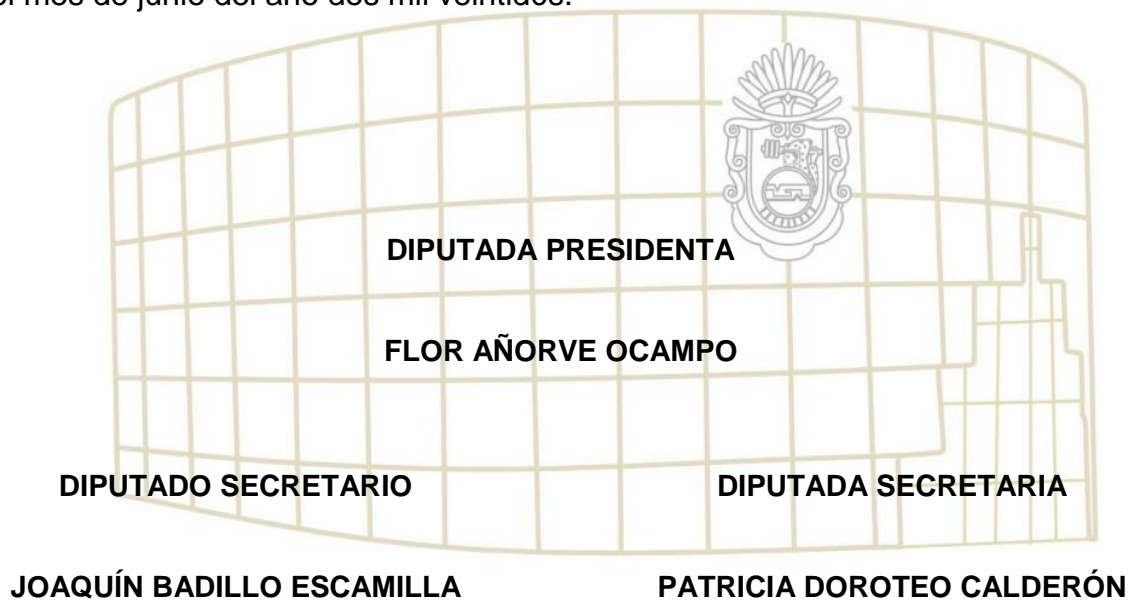 el mes de junio del año dos mil veintidós.
DIPUTADA PRESIDENTA
FLOR AÑORVE OCAMPO
DIPUTADO SECRETARIO DIPUTADA SECRETARIA
JOAQUÍN BADILLO ESCAMILLA PATRICIA DOROTEO CALDERÓN